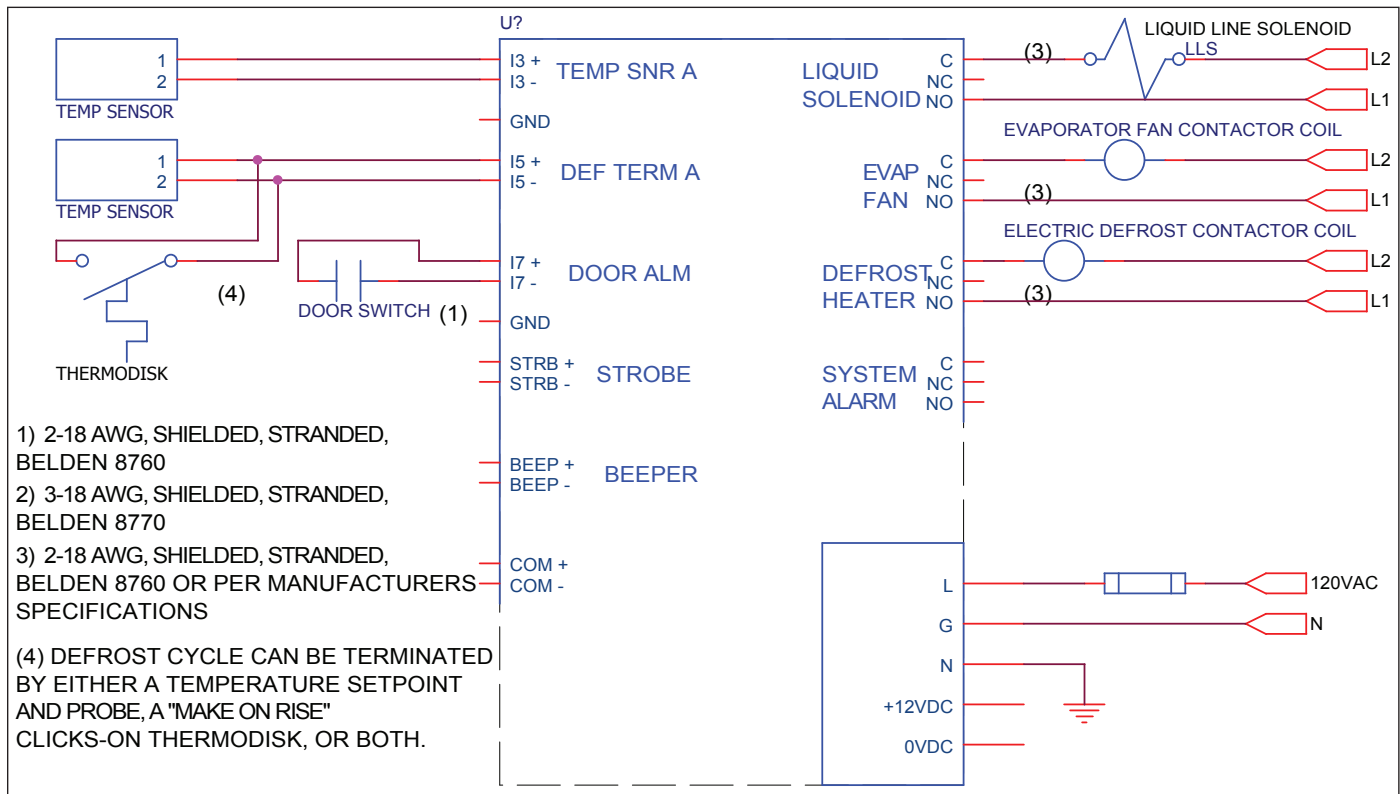 U?
1
2
TEMP SENSOR
I3 +
I3 -
TEMP SNR A
GND
1
2
TEMP SENSOR
I5 +
I5 -
DEF TERM A
(4)
THERMODISK
DOOR SWITCH
(1)
I7 +
I7 -
DOOR ALM
GND
STRB +
STRB -
STROBE
BEEP +
BEEP -
BEEPER
COM +
COM -
LIQUID
SOLENOID
C
NC
NO
(3)
LIQUID LINE SOLENOID
LLS
L2
L1
EVAP
FAN
C
NC
NO
EVAPORATOR FAN CONTACTOR COIL
(3)
L2
L1
DEFROST
HEATER
C
NC
NO
ELECTRIC DEFROST CONTACTOR COIL
(3)
L2
L1
SYSTEM
ALARM
C
NC
NO
L
G
N
+12VDC
0VDC
120VAC
N
1) 2-18 AWG, SHIELDED, STRANDED,
BELDEN 8760
2) 3-18 AWG, SHIELDED, STRANDED,
BELDEN 8770
3) 2-18 AWG, SHIELDED, STRANDED,
BELDEN 8760 OR PER MANUFACTURERS
SPECIFICATIONS
(4) DEFROST CYCLE CAN BE TERMINATED
BY EITHER A TEMPERATURE SETPOINT
AND PROBE, A "MAKE ON RISE"
CLICKS-ON THERMODISK, OR BOTH.